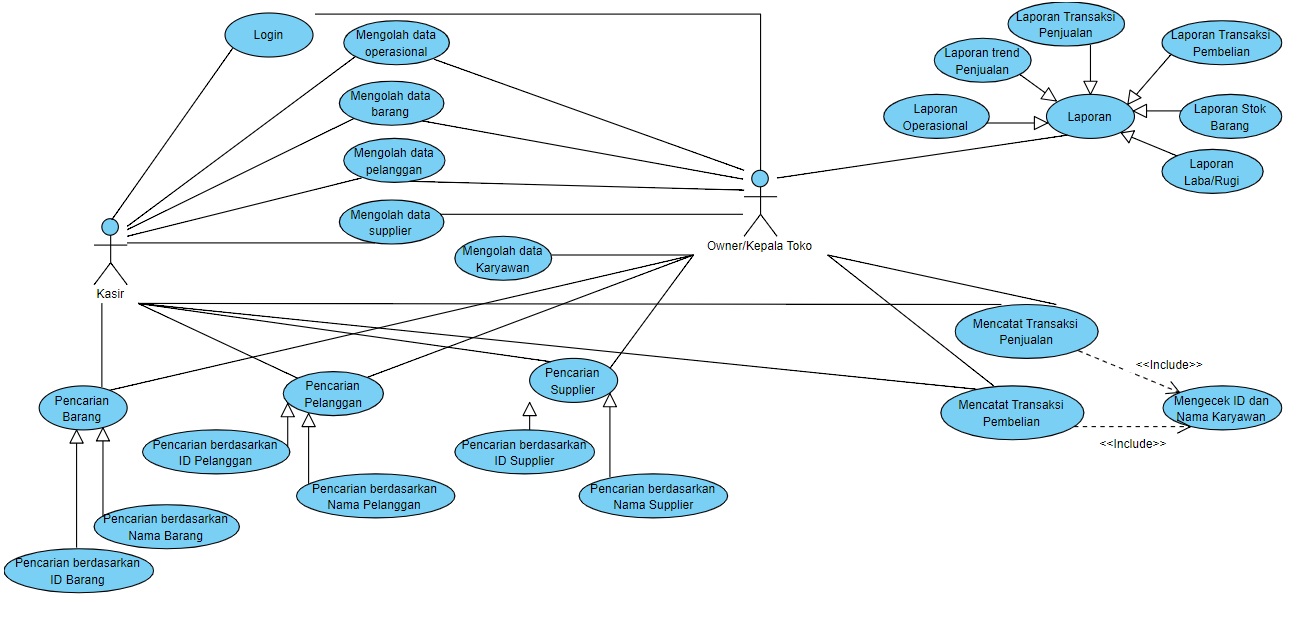 Login
Mengolah data
operasional
Mengolah data
barang
Mengolah data
pelanggan
Mengolah data
supplier
Mengolah data
Karyawan
Kasir
Owner/Kepala Toko
Laporan Transaksi
Penjualan
Laporan trend
Penjualan
Laporan Transaksi
Pembelian
Laporan
Operasional
Laporan
Laporan Stok
Barang
Laporan
Laba/Rugi
Mencatat Transaksi
Penjualan
<<Include>>
Mencatat Transaksi
Pembelian
<<Include>>
Mengecek ID dan
Nama Karyawan
Pencarian
Barang
Pencarian
Pelanggan
Pencarian
Supplier
Pencarian berdasarkan
ID Pelanggan
Pencarian berdasarkan
Nama Pelanggan
Pencarian berdasarkan
ID Supplier
Pencarian berdasarkan
Nama Supplier
Pencarian berdasarkan
Nama Barang
Pencarian berdasarkan
ID Barang